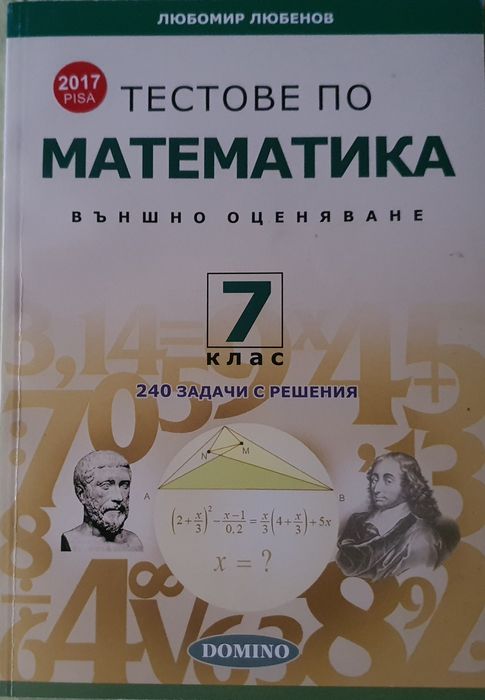 ЛЮБОМИР ЛЮБЕНОВ
2017
PISA
ТЕСТОВЕ ПО
МАТЕМАТИКА
ВЪНШНО ОЦЕНЯВАНЕ
7
клас
240 ЗАДАЧИ С РЕШЕНИЯ
N M
A B
(2+x/3)² − x−1/0,2 = x/3(4+x/3)+5x
x = ?
DOMINO